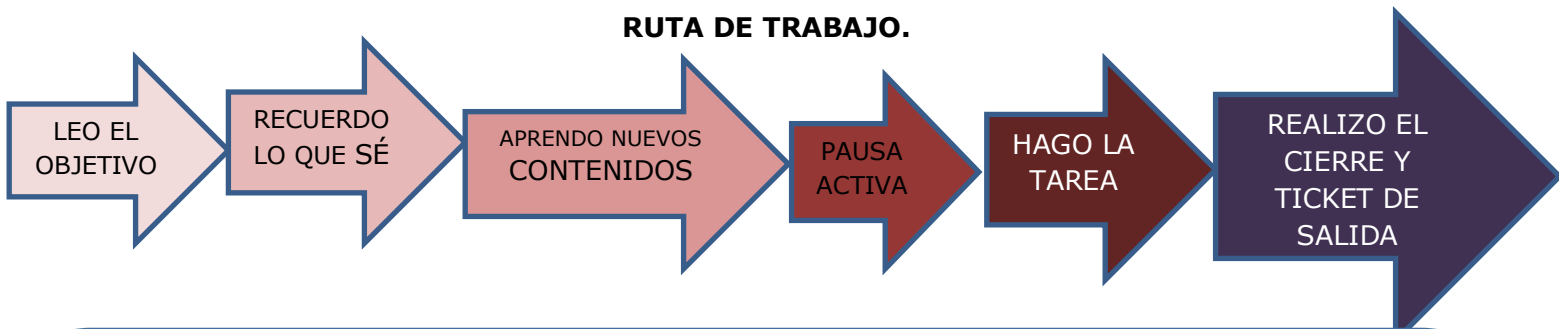 RUTA DE TRABAJO.
LEO EL
OBJETIVO
RECUERDO
LO QUE SÉ
APRENDO NUEVOS
CONTENIDOS
PAUSA
ACTIVA
HAGO LA
TAREA
REALIZO EL
CIERRE Y
TICKET DE
SALIDA